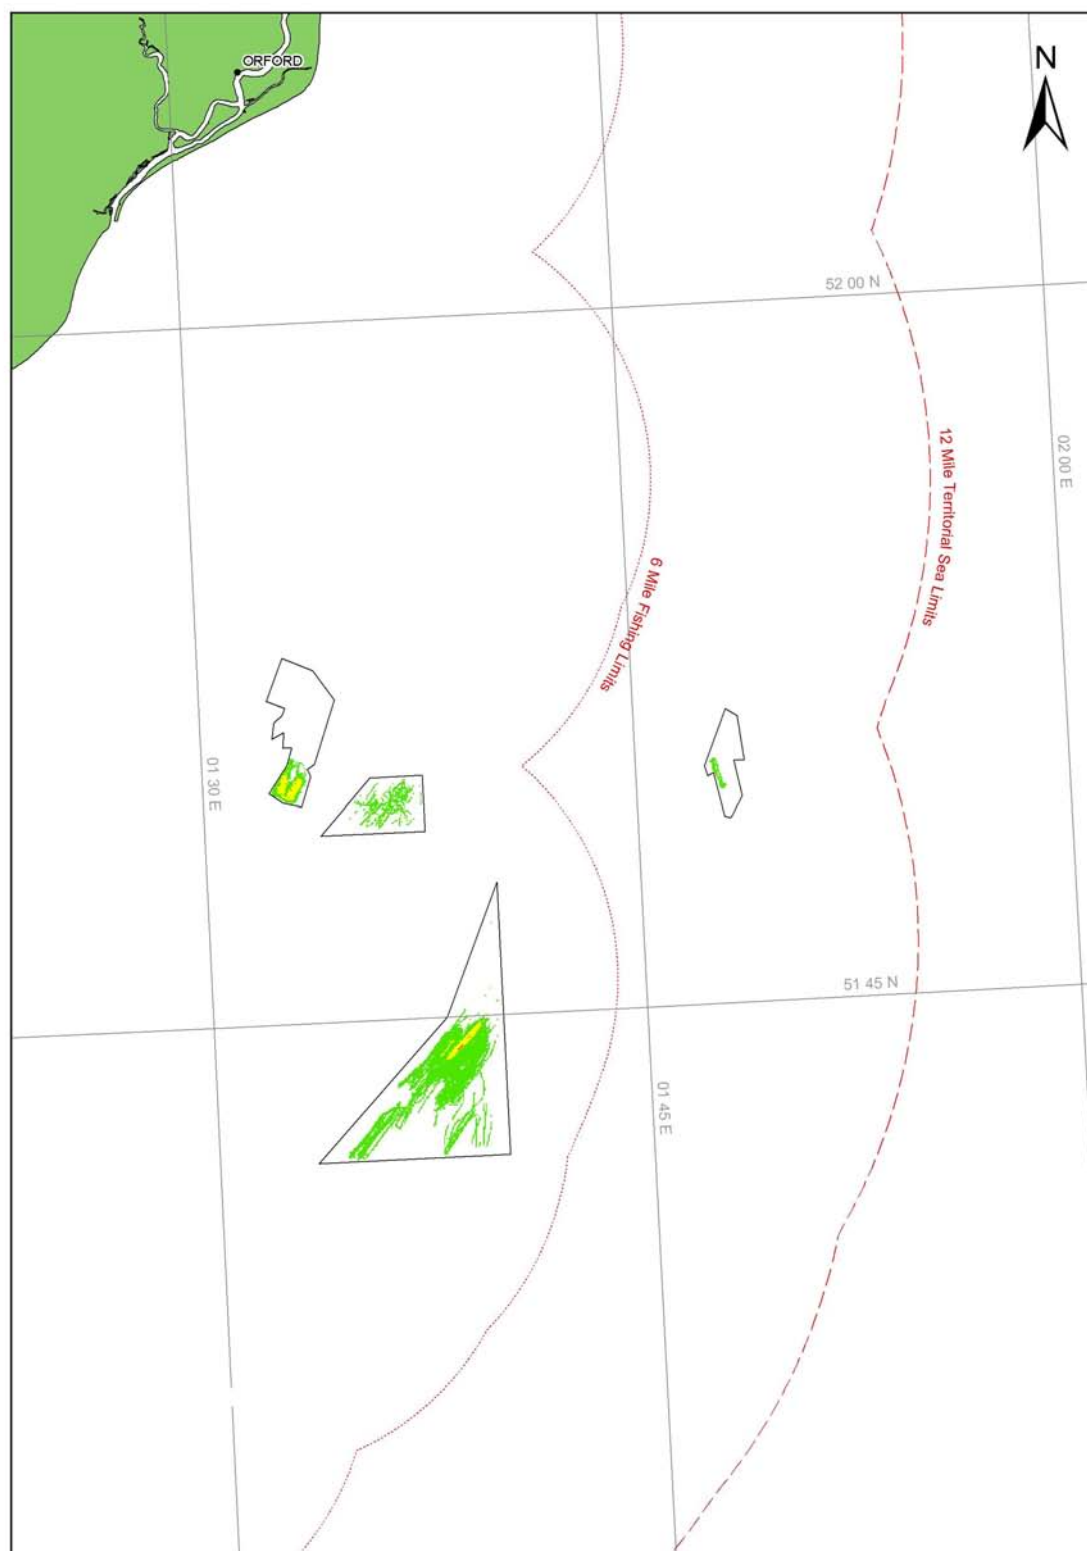 N
ORFORD
52 00 N
02 00 E
12 Mile Territorial Sea Limits
6 Mile Fishing Limits
01 30 E
51 45 N
01 45 E